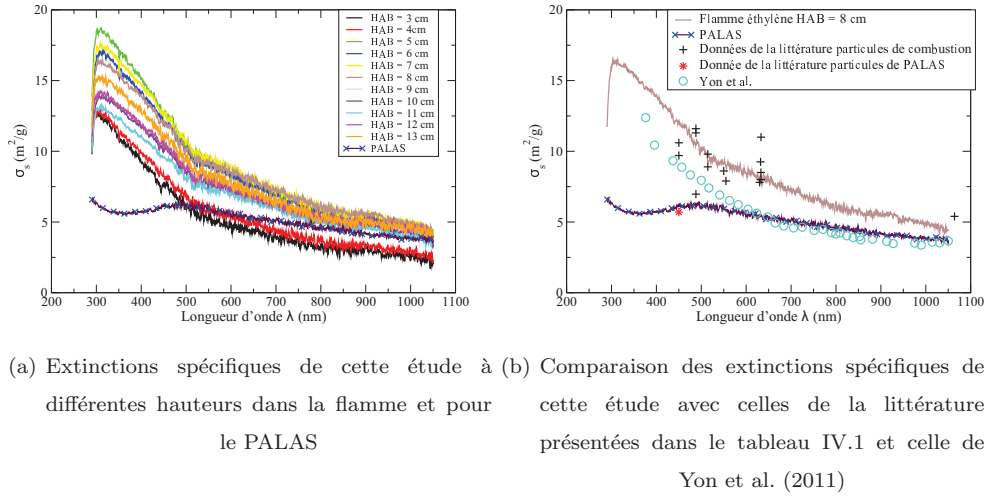 20
15
10
5
0
σs (m²/g)
200 300 400 500 600 700 800 900 1000 1100
Longueur d'onde λ (nm)
HAB = 3 cm
HAB = 4cm
HAB = 5 cm
HAB = 6 cm
HAB = 7 cm
HAB = 8 cm
HAB = 9 cm
HAB = 10 cm
HAB = 11 cm
HAB = 12 cm
HAB = 13 cm
PALAS
20
15
10
5
0
σs (m²/g)
200 300 400 500 600 700 800 900 1000 1100
Longueur d'onde λ (nm)
Flamme éthylène HAB = 8 cm
PALAS
Données de la littérature particules de combustion
Donnée de la littérature particules de PALAS
Yon et al.
(a) Extinctions spécifiques de cette étude à
différentes hauteurs dans la flamme et pour
le PALAS
(b) Comparaison des extinctions spécifiques de
cette étude avec celles de la littérature
présentées dans le tableau IV.1 et celle de
Yon et al. (2011)